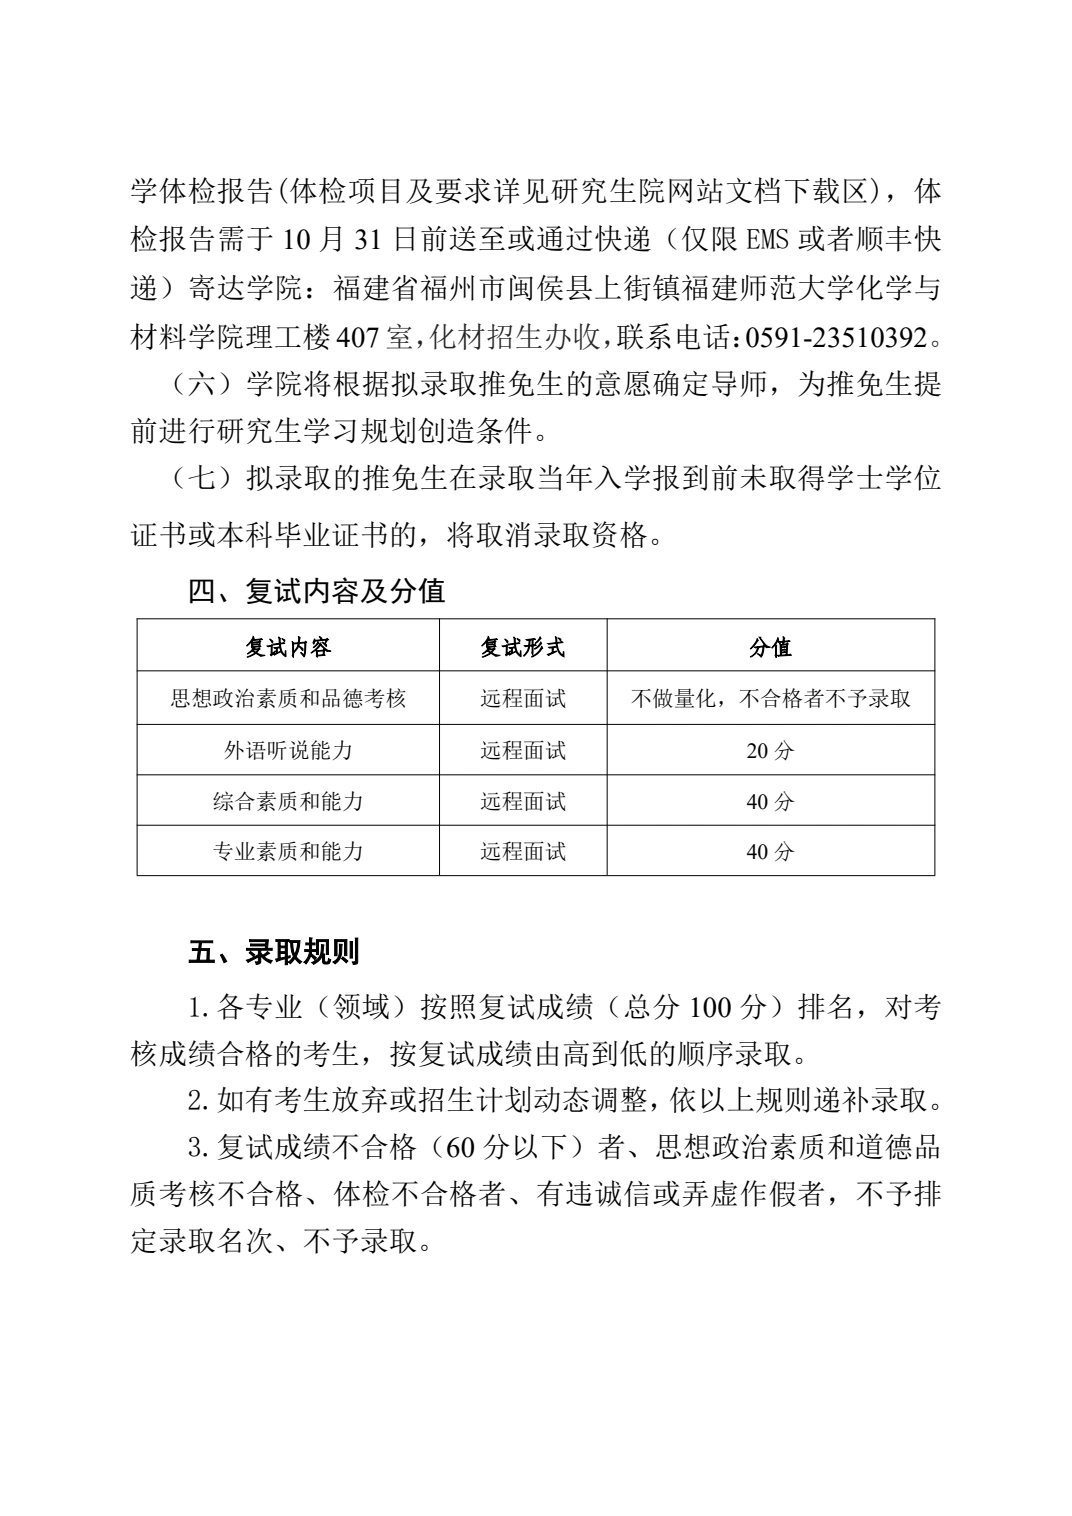 学体检报告(体检项目及要求详见研究生院网站文档下载区)，体
检报告需于 10 月 31 日前送至或通过快递（仅限 EMS 或者顺丰快
递）寄达学院：福建省福州市闽侯县上街镇福建师范大学化学与
材料学院理工楼 407 室，化材招生办收，联系电话：0591-23510392。
（六）学院将根据拟录取推免生的意愿确定导师，为推免生提
前进行研究生学习规划创造条件。
（七）拟录取的推免生在录取当年入学报到前未取得学士学位
证书或本科毕业证书的，将取消录取资格。
四、复试内容及分值
复试内容 复试形式 分值
思想政治素质和品德考核 远程面试 不做量化，不合格者不予录取
外语听说能力 远程面试 20 分
综合素质和能力 远程面试 40 分
专业素质和能力 远程面试 40 分
五、录取规则
1.各专业（领域）按照复试成绩（总分 100 分）排名，对考
核成绩合格的考生，按复试成绩由高到低的顺序录取。
2.如有考生放弃或招生计划动态调整，依以上规则递补录取。
3.复试成绩不合格（60 分以下）者、思想政治素质和道德品
质考核不合格、体检不合格者、有违诚信或弄虚作假者，不予排
定录取名次、不予录取。